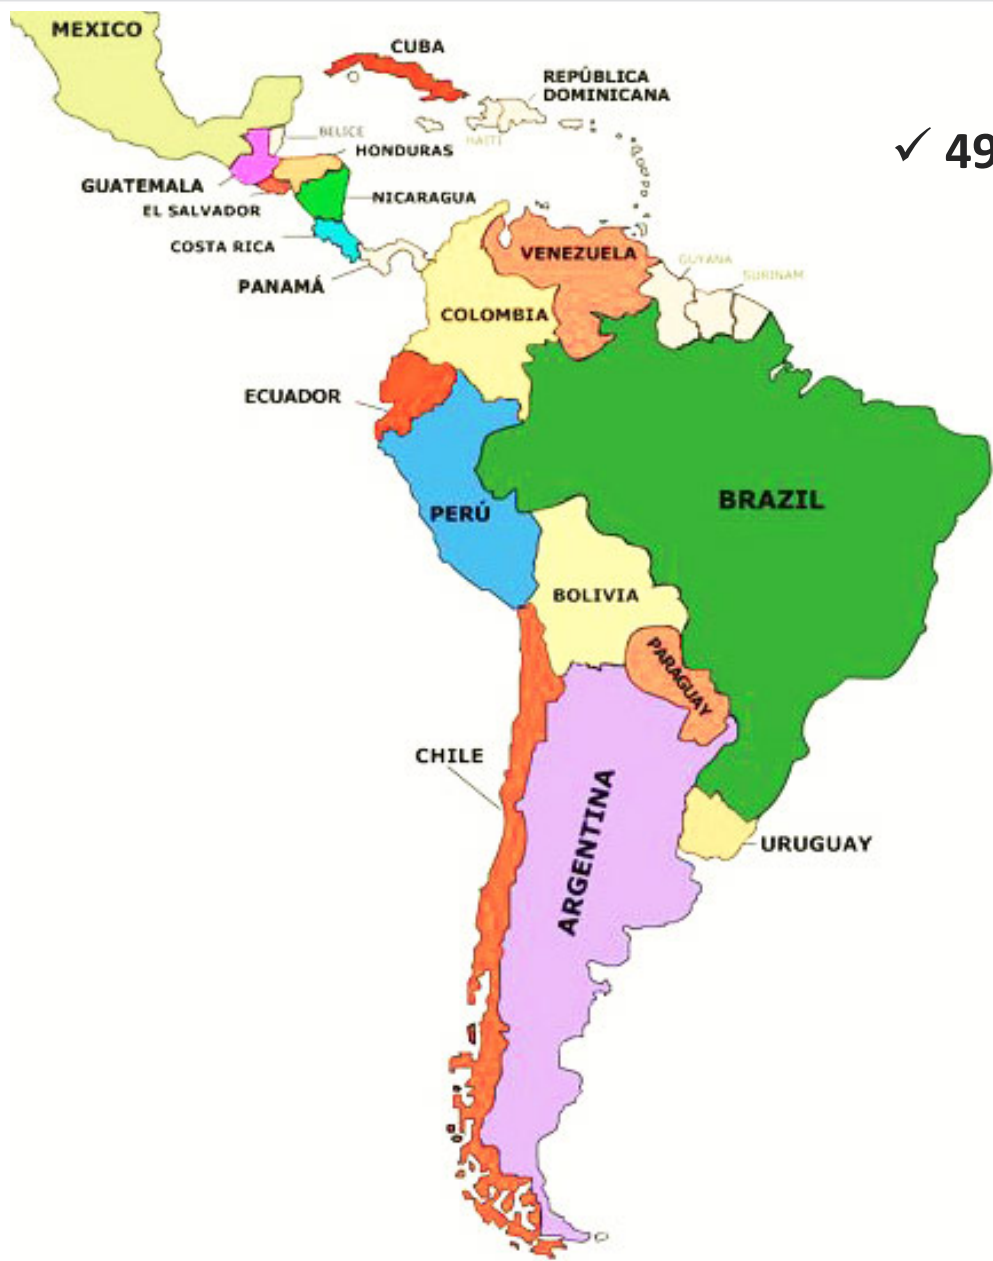 MEXICO
CUBA
REPÚBLICA
DOMINICANA
BELICE
HAITI
✓ 49
HONDURAS
GUATEMALA
EL SALVADOR
NICARAGUA
COSTA RICA
PANAMÁ
VENEZUELA
GUYANA
SURINAM
COLOMBIA
ECUADOR
BRAZIL
PERÚ
BOLIVIA
PARAGUAY
CHILE
ARGENTINA
URUGUAY